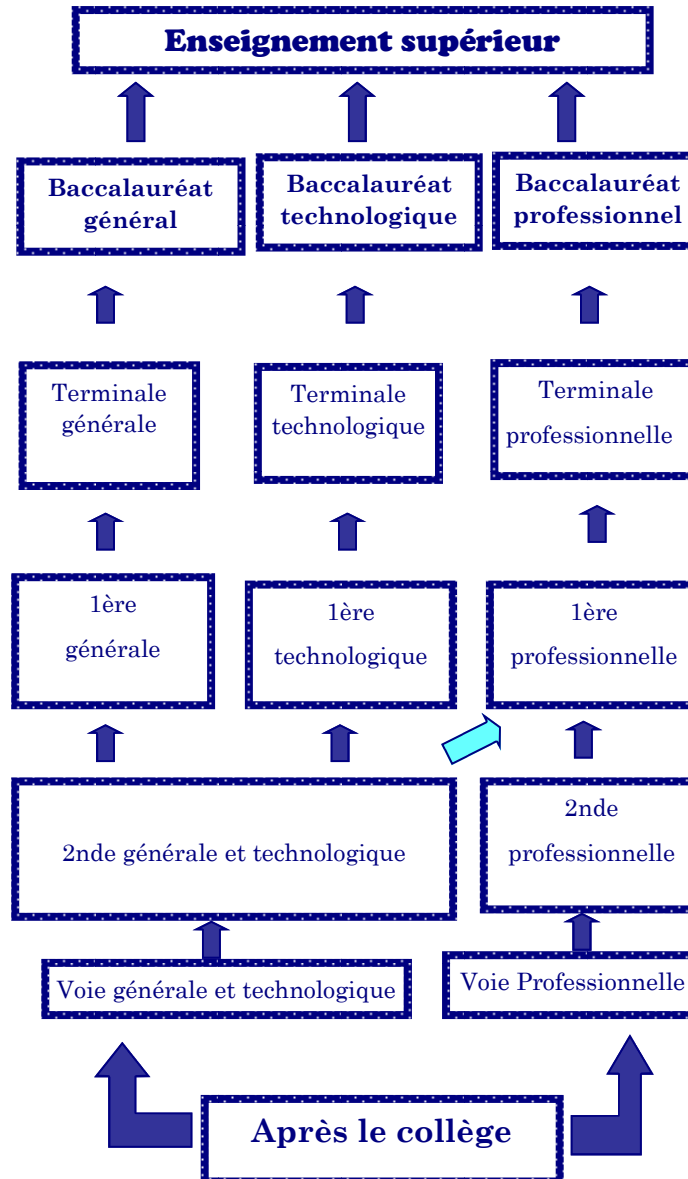 Enseignement supérieur
Baccalauréat
général
Baccalauréat
technologique
Baccalauréat
professionnel
Terminale
générale
Terminale
technologique
Terminale
professionnelle
1ère
générale
1ère
technologique
1ère
professionnelle
2nde générale et technologique
2nde
professionnelle
Voie générale et technologique
Voie Professionnelle
Après le collège